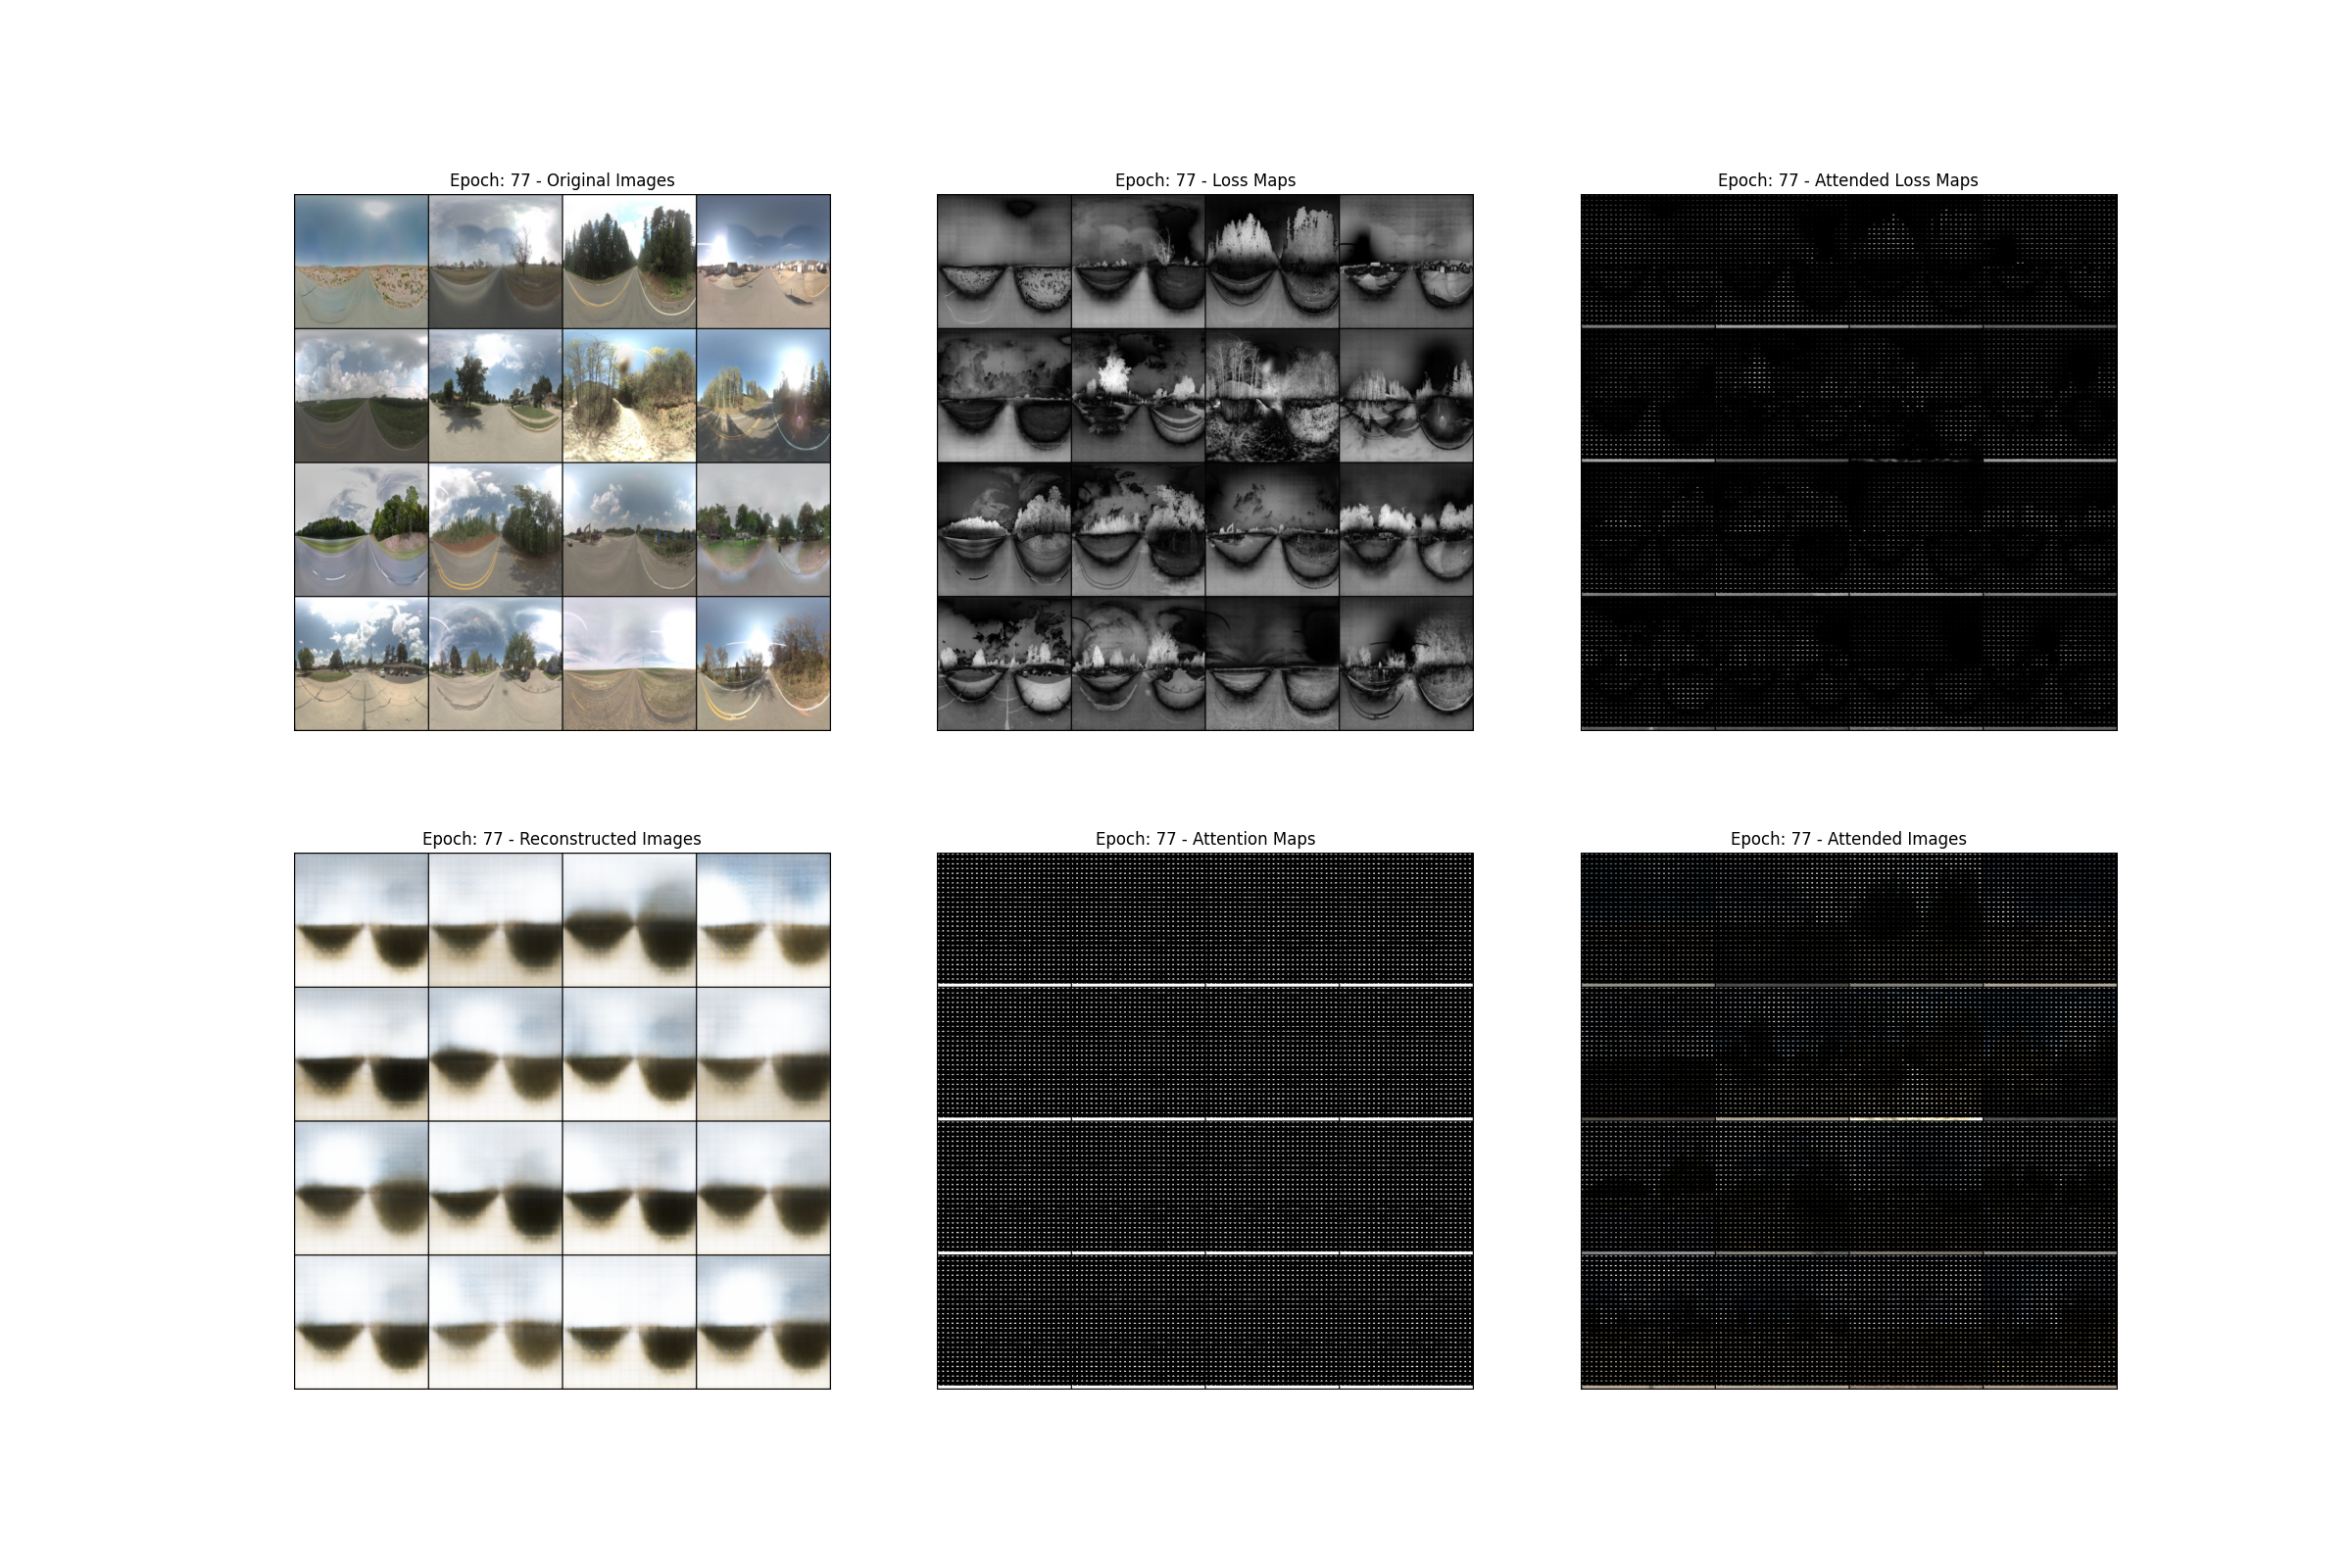 Epoch: 77 - Original Images
Epoch: 77 - Loss Maps
Epoch: 77 - Attended Loss Maps
Epoch: 77 - Reconstructed Images
Epoch: 77 - Attention Maps
Epoch: 77 - Attended Images